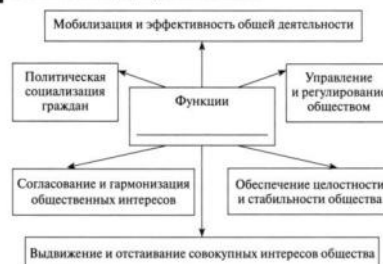 Мобилизация и эффективность общей деятельности
Политическая
социализация
граждан
Функции
Управление
и регулирование
обществом
Согласование и гармонизация
общественных интересов
Обеспечение целостности
и стабильности общества
Выдвижение и отстаивание совокупных интересов общества